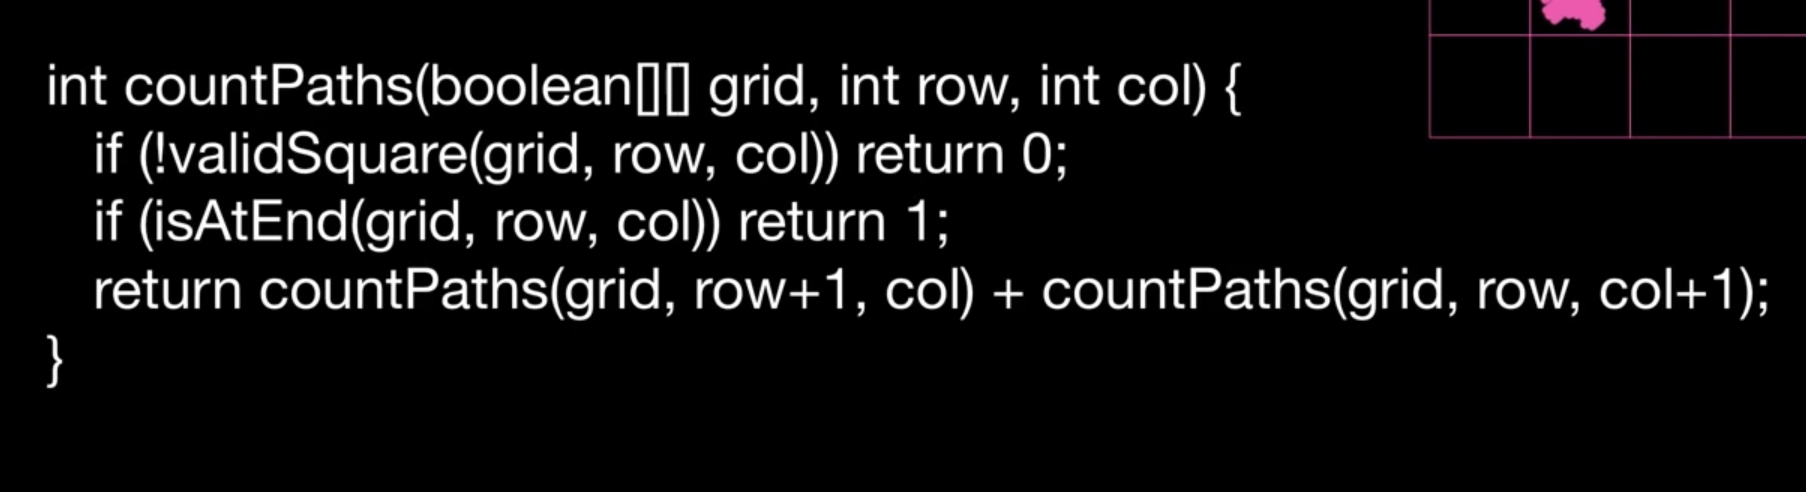 int countPaths(boolean[][] grid, int row, int col) {
if (!validSquare(grid, row, col)) return 0;
if (isAtEnd(grid, row, col)) return 1;
return countPaths(grid, row+1, col) + countPaths(grid, row, col+1);
}